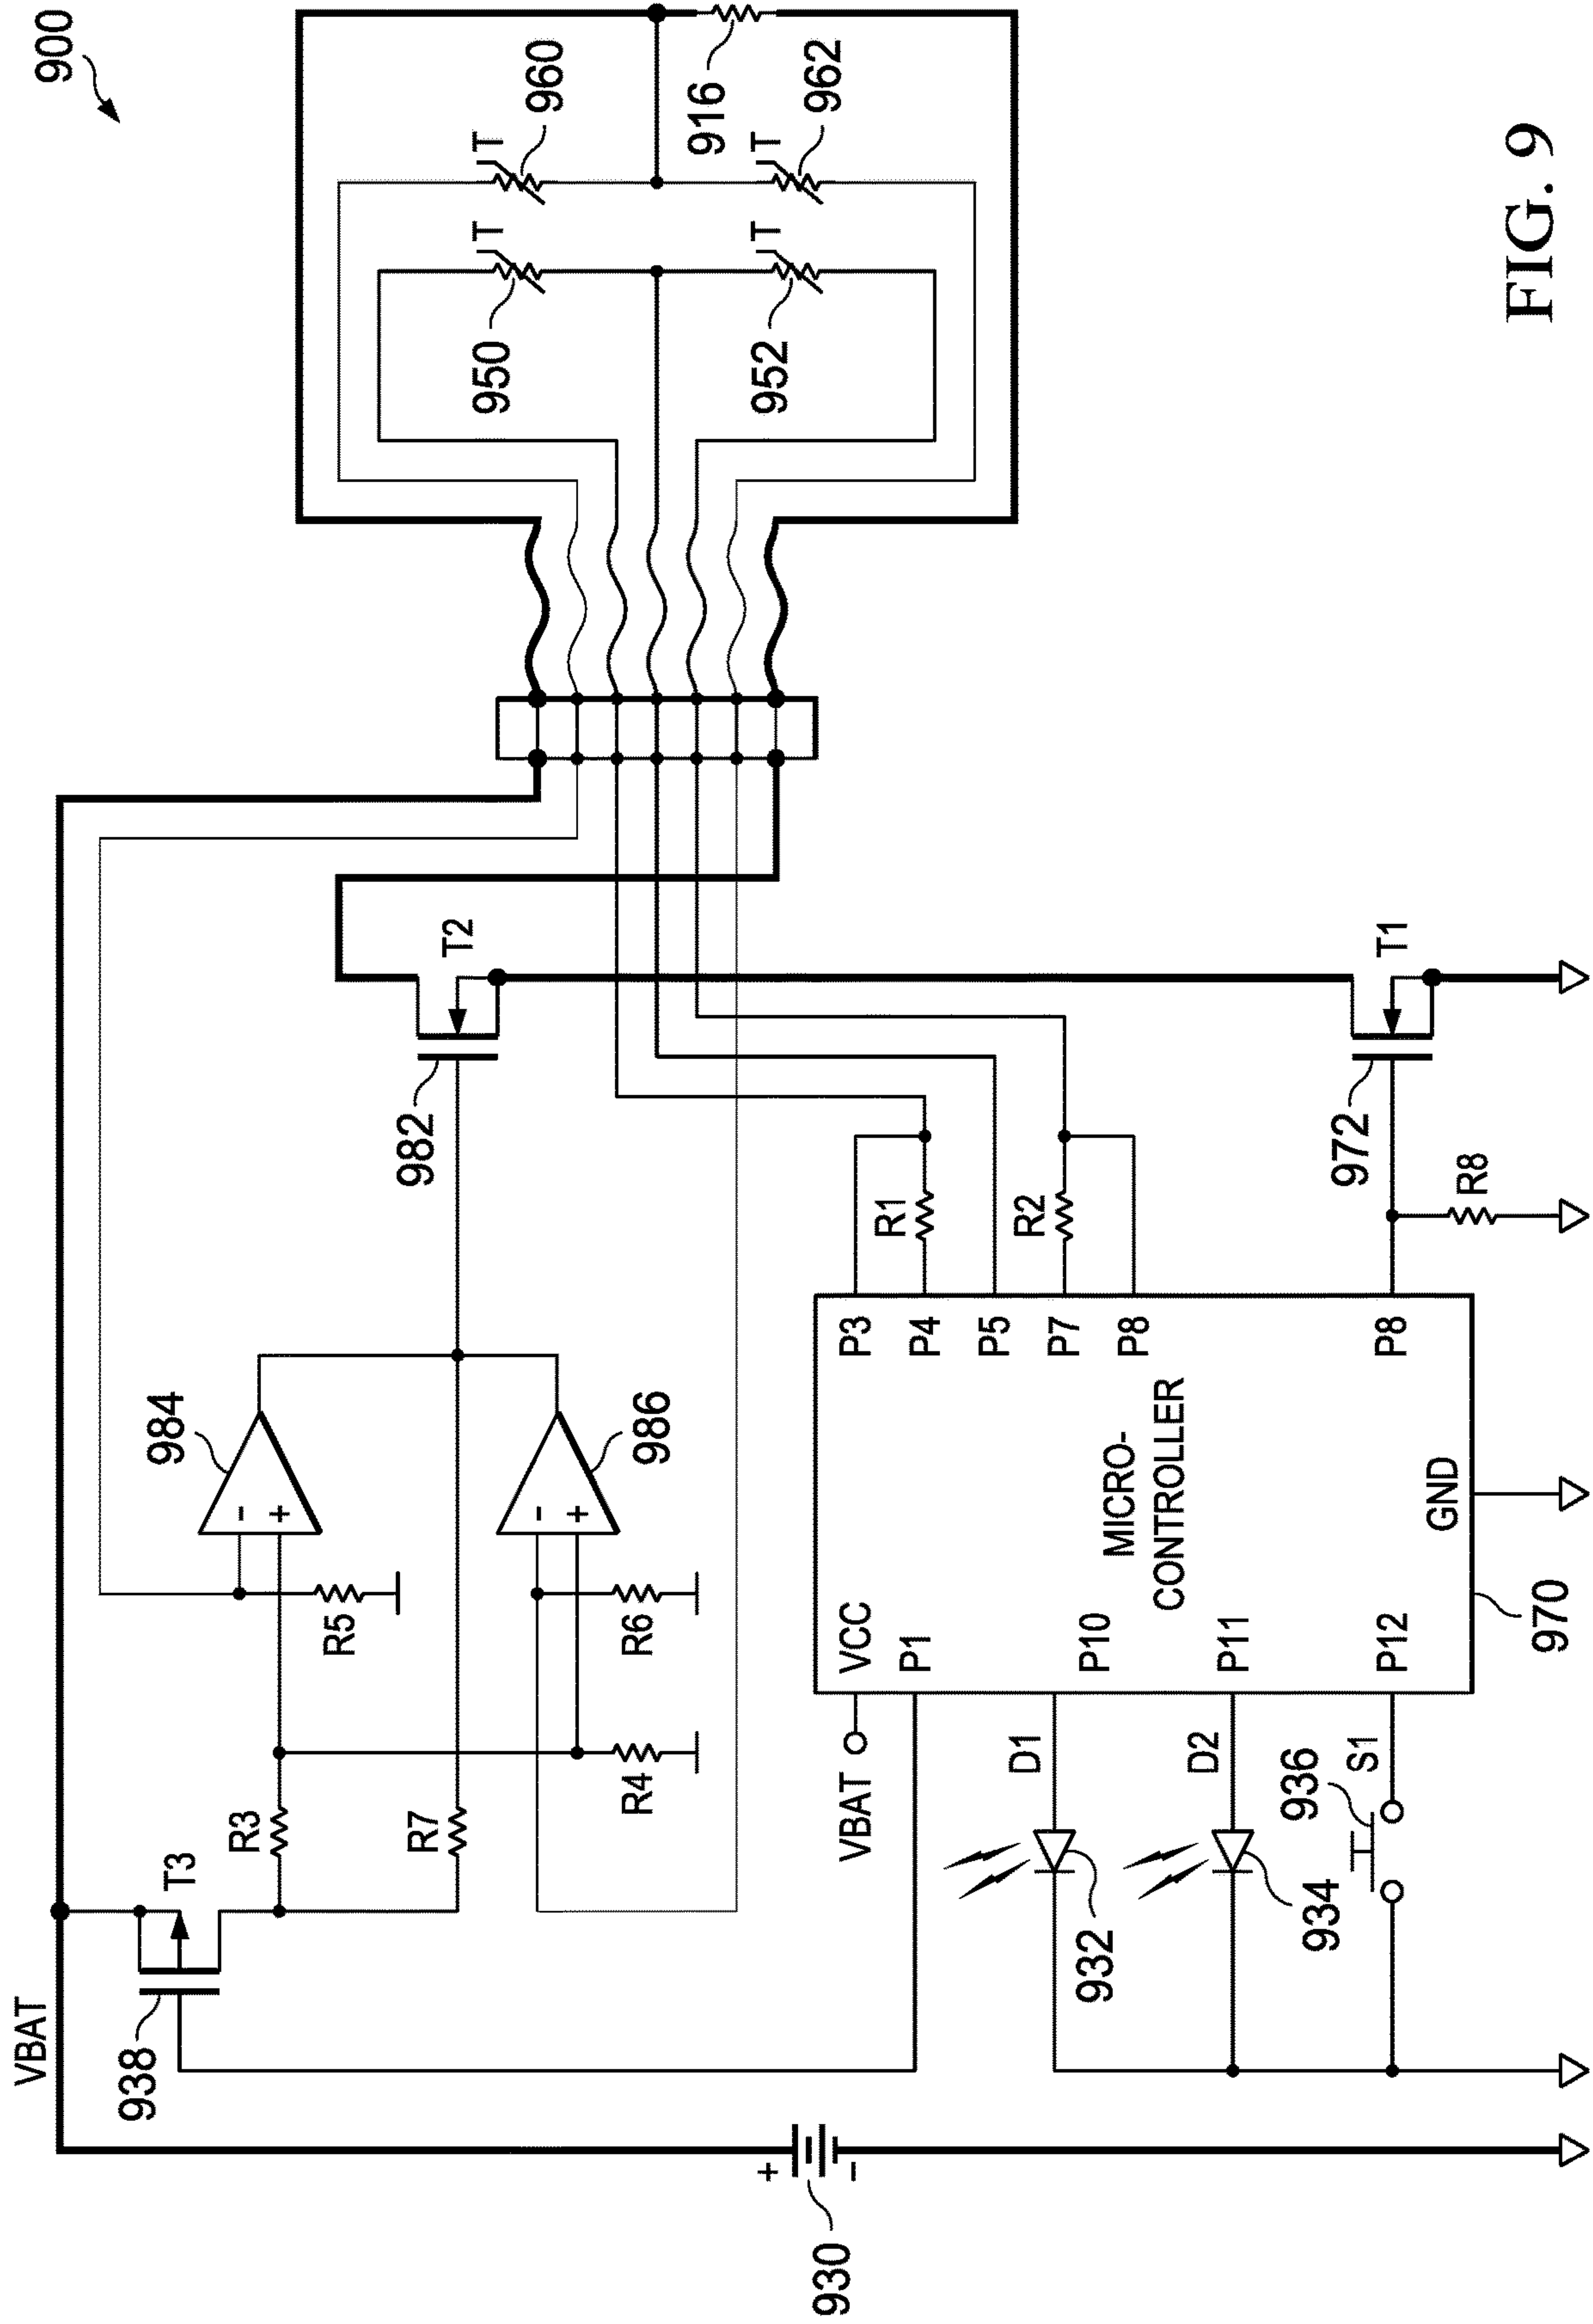 900
VBAT
938
T3
R3
R7
R5
R4
R6
984
-
+
986
-
+
982
T2
960
T
950
T
962
T
952
T
916
930
+
-
VBAT
VCC
P1
P10
P11
P12
MICRO-
CONTROLLER
GND
P3
P4
P5
P7
P8
P8
R1
R2
R8
972
T1
D1
932
D2
934
S1
936
970
FIG. 9